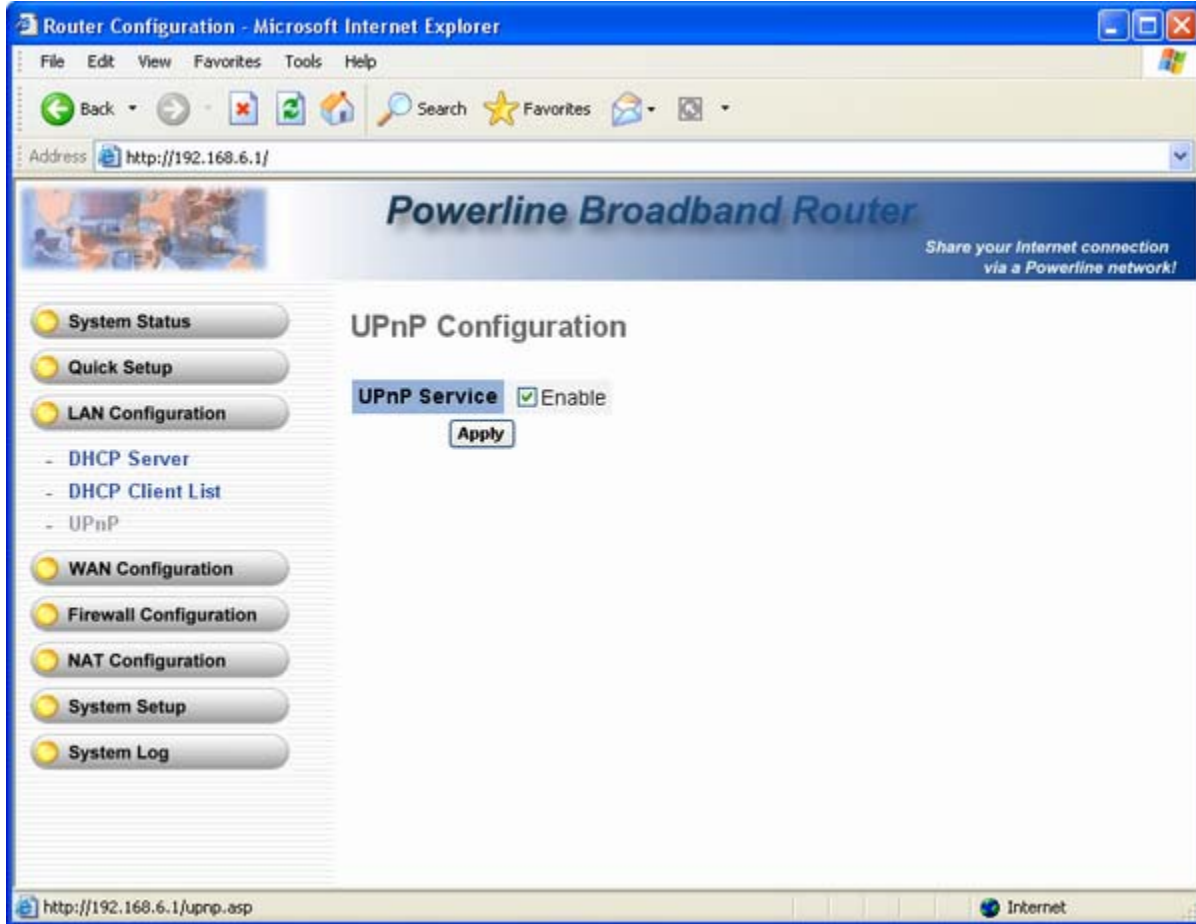 Router Configuration - Microsoft Internet Explorer
File Edit View Favorites Tools Help
Back Search Favorites
Address http://192.168.6.1/
Powerline Broadband Router
Share your Internet connection
via a Powerline network!
System Status
Quick Setup
LAN Configuration
- DHCP Server
- DHCP Client List
- UPnP
WAN Configuration
Firewall Configuration
NAT Configuration
System Setup
System Log
UPnP Configuration
UPnP Service Enable
Apply
http://192.168.6.1/upnp.asp Internet